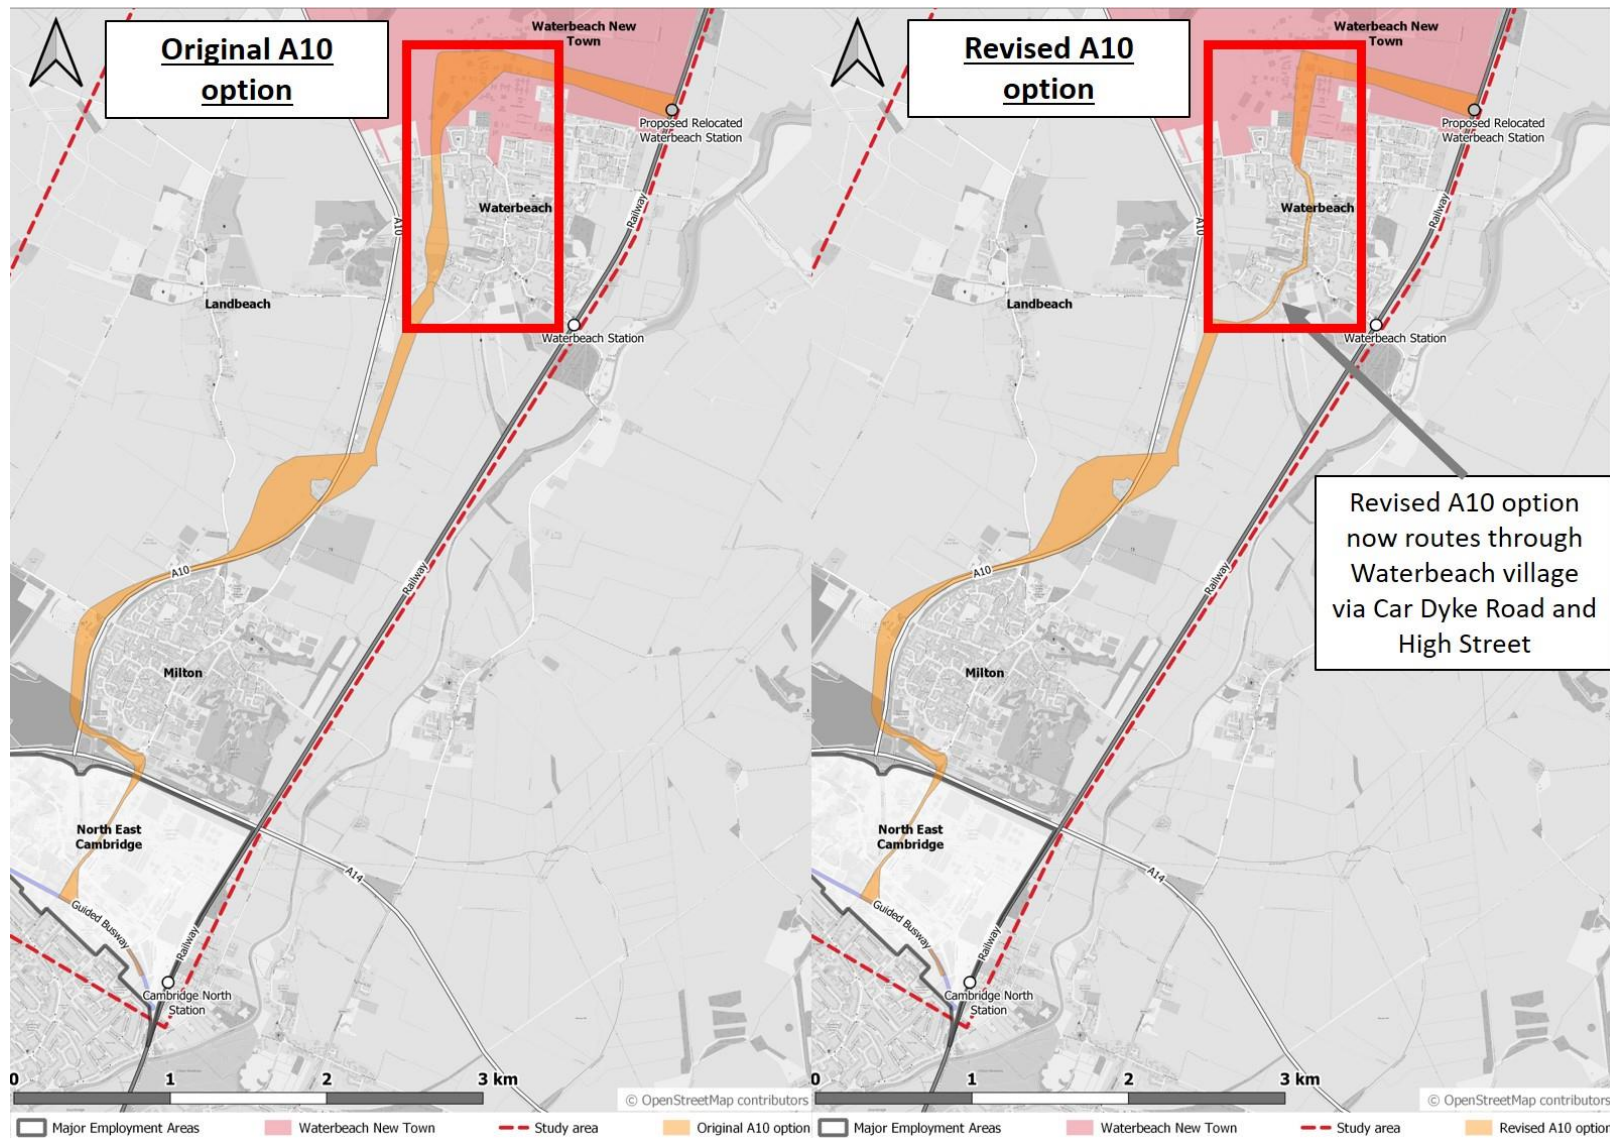 Original A10
option
Waterbeach New
Town
Proposed Relocated
Waterbeach Station
Waterbeach
Railway
A10
Landbeach
Waterbeach Station
A10
Railway
Milton
North East
Cambridge
A14
Guided Busway
Railway
Cambridge North
Station
0 1 2 3 km
© OpenStreetMap contributors
Major Employment Areas Waterbeach New Town Study area Original A10 option
Revised A10
option
Waterbeach New
Town
Proposed Relocated
Waterbeach Station
Waterbeach
Railway
A10
Landbeach
Waterbeach Station
Revised A10 option
now routes through
Waterbeach village
via Car Dyke Road and
High Street
A10
Railway
Milton
North East
Cambridge
A14
Guided Busway
Railway
Cambridge North
Station
0 1 2 3 km
© OpenStreetMap contributors
Major Employment Areas Waterbeach New Town Study area Revised A10 option